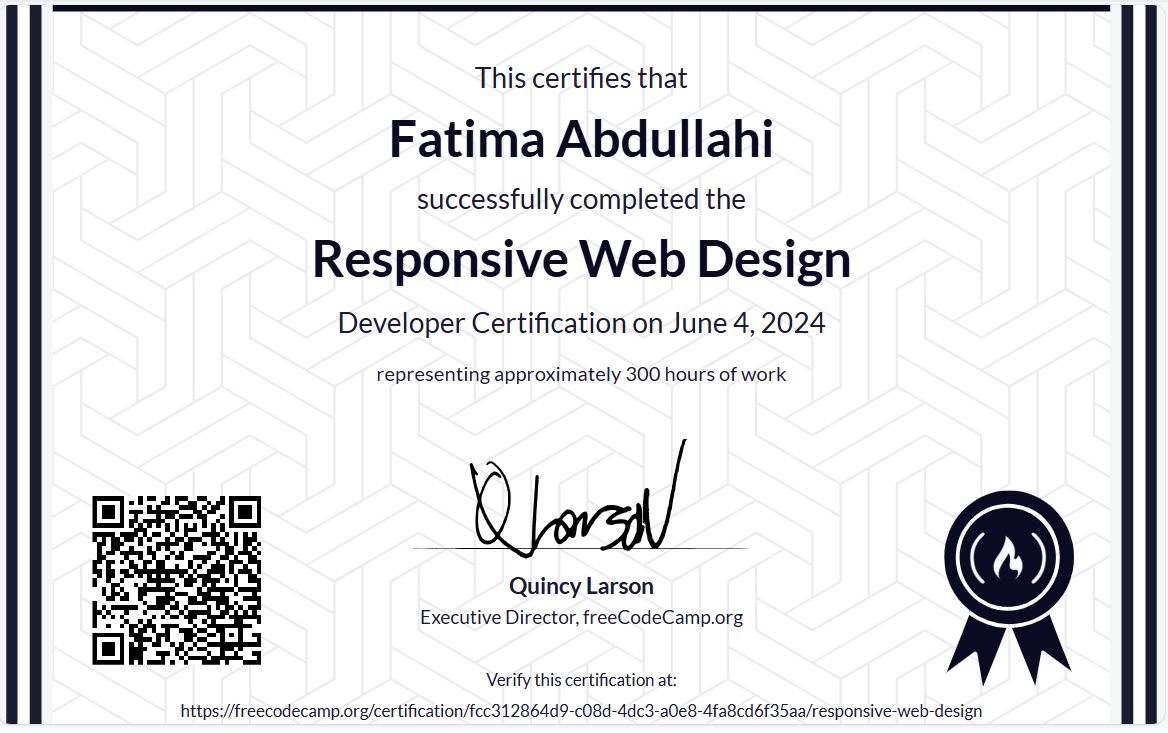 This certifies that
Fatima Abdullahi
successfully completed the
Responsive Web Design
Developer Certification on June 4, 2024
representing approximately 300 hours of work
Q Larson
Quincy Larson
Executive Director, freeCodeCamp.org
Verify this certification at:
https://freecodecamp.org/certification/fcc312864d9-c08d-4dc3-a0e8-4fa8cd6f35aa/responsive-web-design